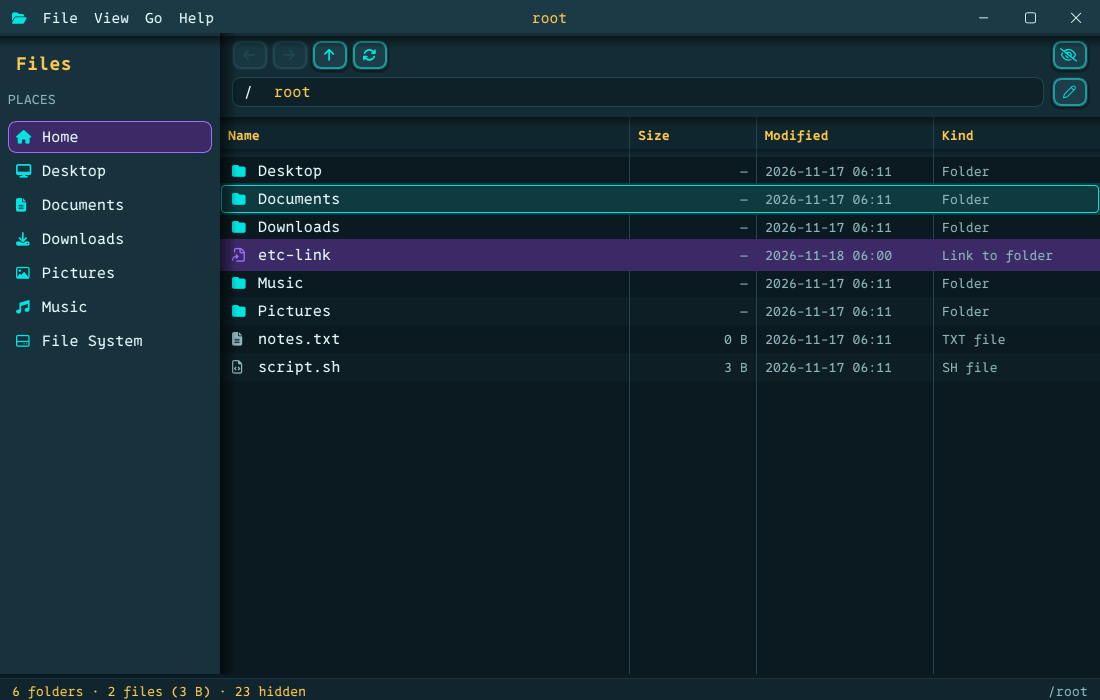 File View Go Help root
Files
PLACES
Home
Desktop
Documents
Downloads
Pictures
Music
File System
/ root
Name Size Modified Kind
Desktop — 2026-11-17 06:11 Folder
Documents — 2026-11-17 06:11 Folder
Downloads — 2026-11-17 06:11 Folder
etc-link — 2026-11-18 06:00 Link to folder
Music — 2026-11-17 06:11 Folder
Pictures — 2026-11-17 06:11 Folder
notes.txt 0 B 2026-11-17 06:11 TXT file
script.sh 3 B 2026-11-17 06:11 SH file
6 folders · 2 files (3 B) · 23 hidden /root